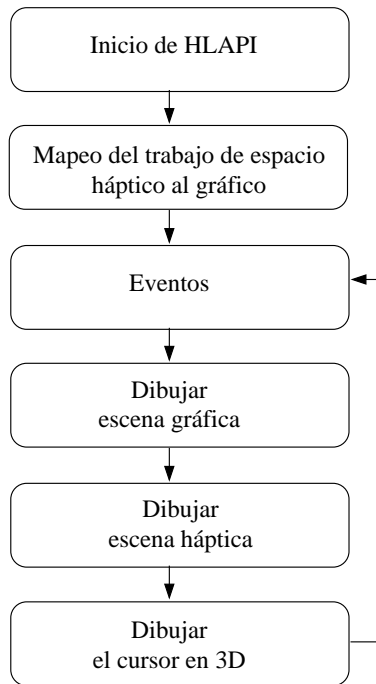 Inicio de HLAPI
Mapeo del trabajo de espacio
háptico al gráfico
Eventos
Dibujar
escena gráfica
Dibujar
escena háptica
Dibujar
el cursor en 3D